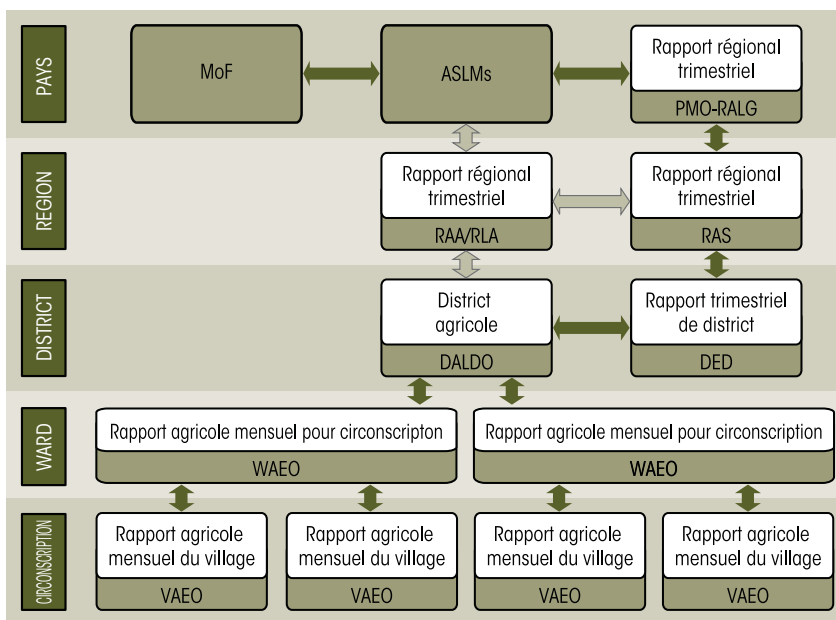 PAYS
MoF
ASLMs
Rapport régional
trimestriel
PMO-RALG
REGION
Rapport régional
trimestriel
RAA/RLA
Rapport régional
trimestriel
RAS
DISTRICT
District
agricole
DALDO
Rapport trimestriel
de district
DED
WARD
Rapport agricole mensuel pour circonscripton
WAEO
Rapport agricole mensuel pour circonscription
WAEO
CIRCONSCRIPTION
Rapport agricole
mensuel du village
VAEO
Rapport agricole
mensuel du village
VAEO
Rapport agricole
mensuel du village
VAEO
Rapport agricole
mensuel du village
VAEO